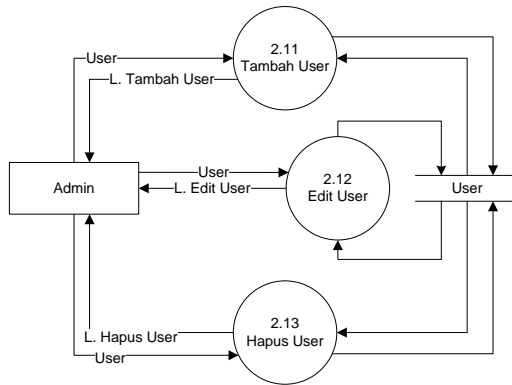 2.11
Tambah User
User
L. Tambah User
Admin
User
L. Edit User
2.12
Edit User
User
2.13
Hapus User
L. Hapus User
User